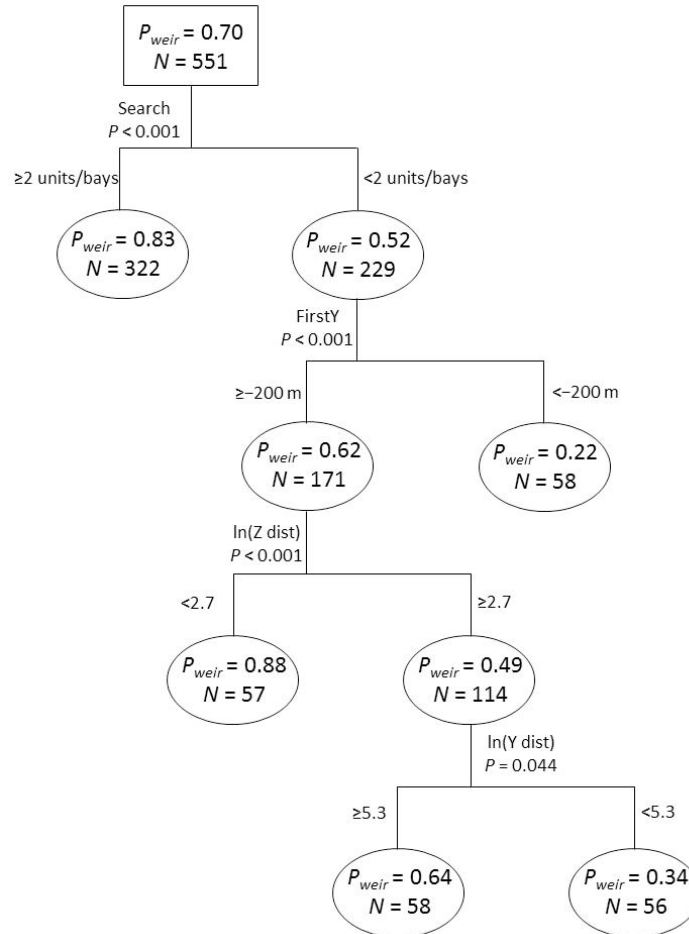 P_weir = 0.70
N = 551
Search
P < 0.001
≥2 units/bays
<2 units/bays
P_weir = 0.83
N = 322
P_weir = 0.52
N = 229
FirstY
P < 0.001
≥−200 m
<−200 m
P_weir = 0.62
N = 171
P_weir = 0.22
N = 58
ln(Z dist)
P < 0.001
<2.7
≥2.7
P_weir = 0.88
N = 57
P_weir = 0.49
N = 114
ln(Y dist)
P = 0.044
≥5.3
<5.3
P_weir = 0.64
N = 58
P_weir = 0.34
N = 56